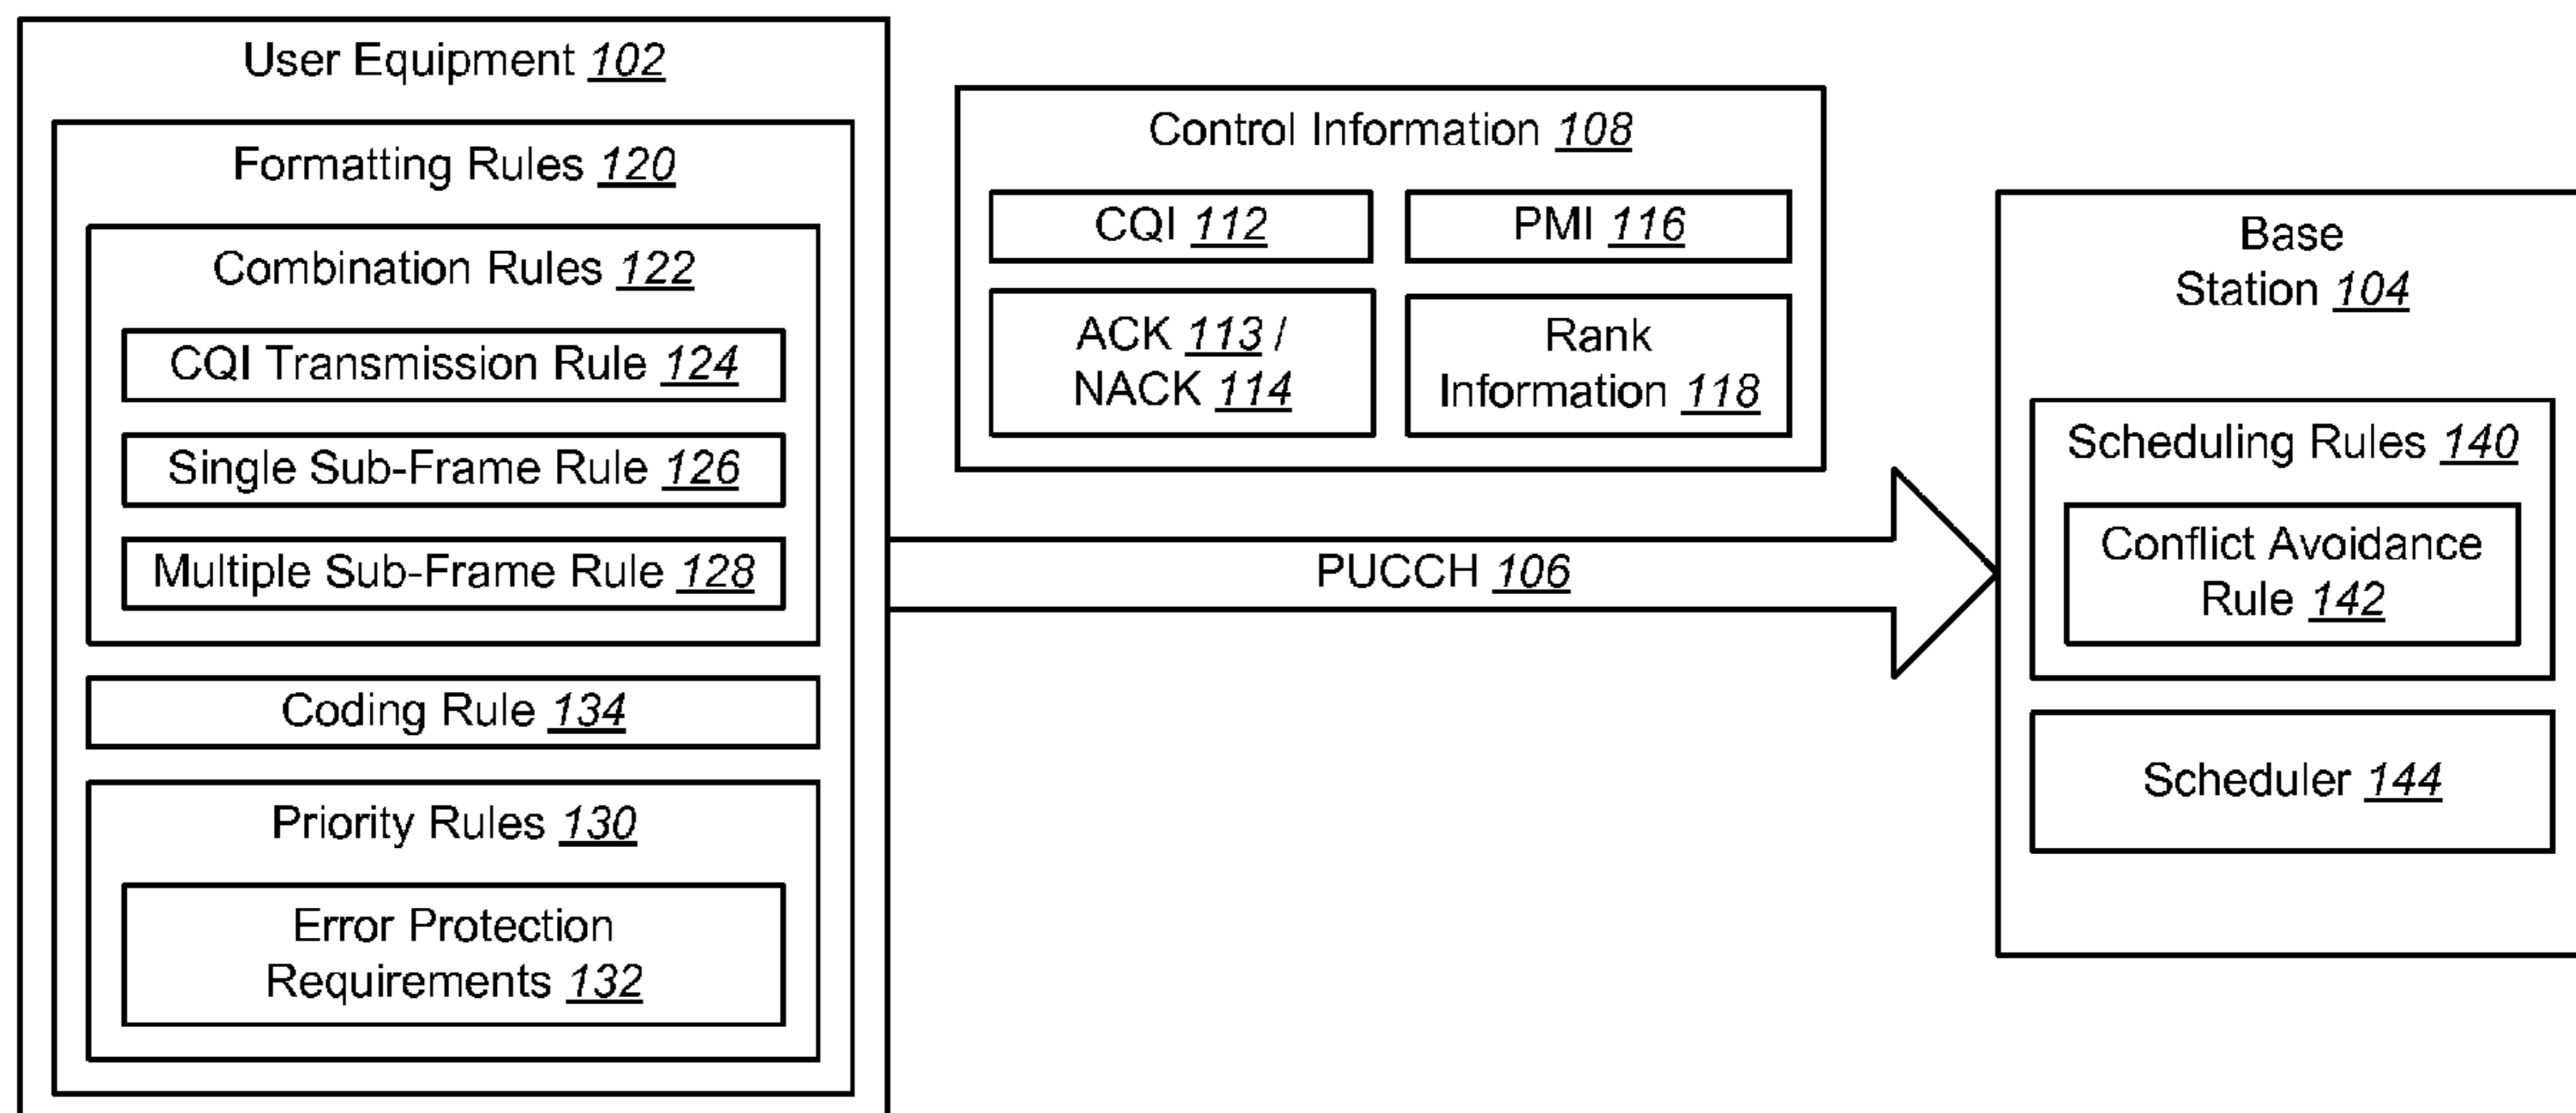 User Equipment 102
Formatting Rules 120
Combination Rules 122
CQI Transmission Rule 124
Single Sub-Frame Rule 126
Multiple Sub-Frame Rule 128
Coding Rule 134
Priority Rules 130
Error Protection
Requirements 132
Control Information 108
CQI 112
PMI 116
ACK 113 /
NACK 114
Rank
Information 118
PUCCH 106
Base
Station 104
Scheduling Rules 140
Conflict Avoidance
Rule 142
Scheduler 144